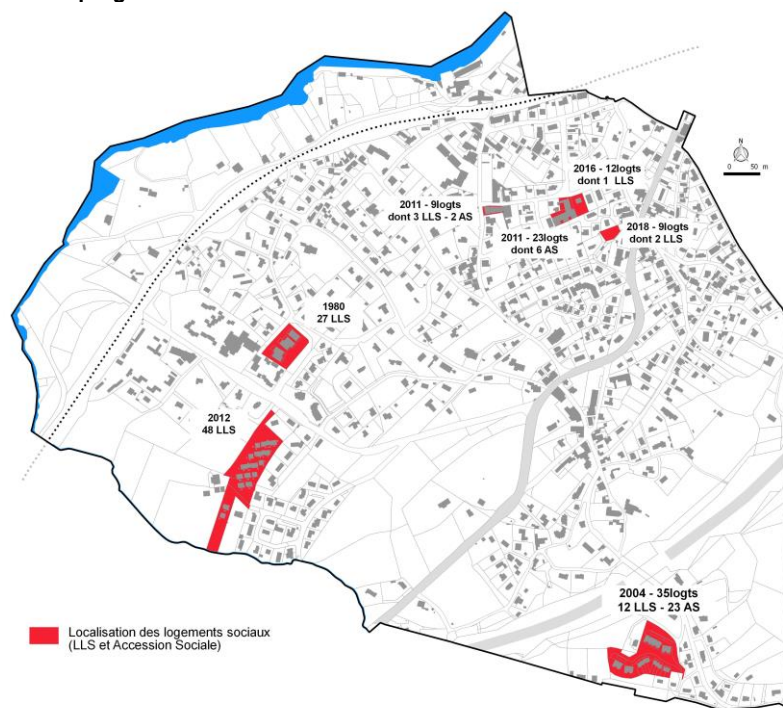 N
50 m
2016 - 12logts
dont 1 LLS
2011 - 9logts
dont 3 LLS - 2 AS
2011 - 23logts
dont 6 AS
2018 - 9logts
dont 2 LLS
1980
27 LLS
2012
48 LLS
2004 - 35logts
12 LLS - 23 AS
Localisation des logements sociaux
(LLS et Accession Sociale)